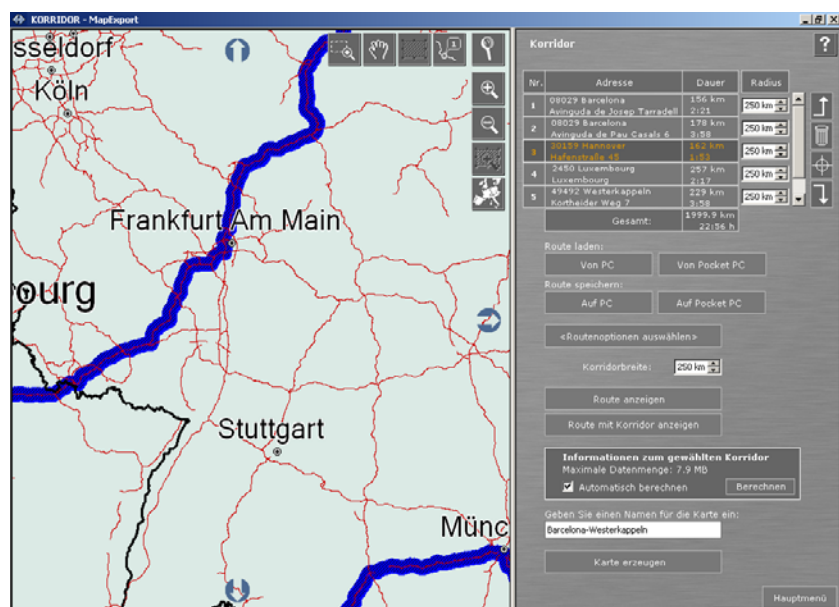 KORRIDOR - MapExport
sseldorf
Köln
Frankfurt Am Main
ourg
Stuttgart
Münc
1
Korridor
?
Nr. Adresse Dauer Radius
1 08029 Barcelona 156 km 250 km
Avinguda de Josep Tarradell 2:21
2 08029 Barcelona 178 km 250 km
Avinguda de Pau Casals 6 3:58
3 30159 Hannover 162 km 250 km
Hafenstraße 45 1:53
4 2450 Luxembourg 257 km 250 km
Luxembourg 2:17
5 49492 Westerkappeln 229 km 250 km
Kortheider Weg 7 3:58
Gesamt: 1999.9 km
22:56 h
Route laden:
Von PC Von Pocket PC
Route speichern:
Auf PC Auf Pocket PC
<Routenoptionen auswählen>
Korridorbreite: 250 km
Route anzeigen
Route mit Korridor anzeigen
Informationen zum gewählten Korridor
Maximale Datenmenge: 7.9 MB
Automatisch berechnen Berechnen
Geben Sie einen Namen für die Karte ein:
Barcelona-Westerkappeln
Karte erzeugen
Hauptmenü